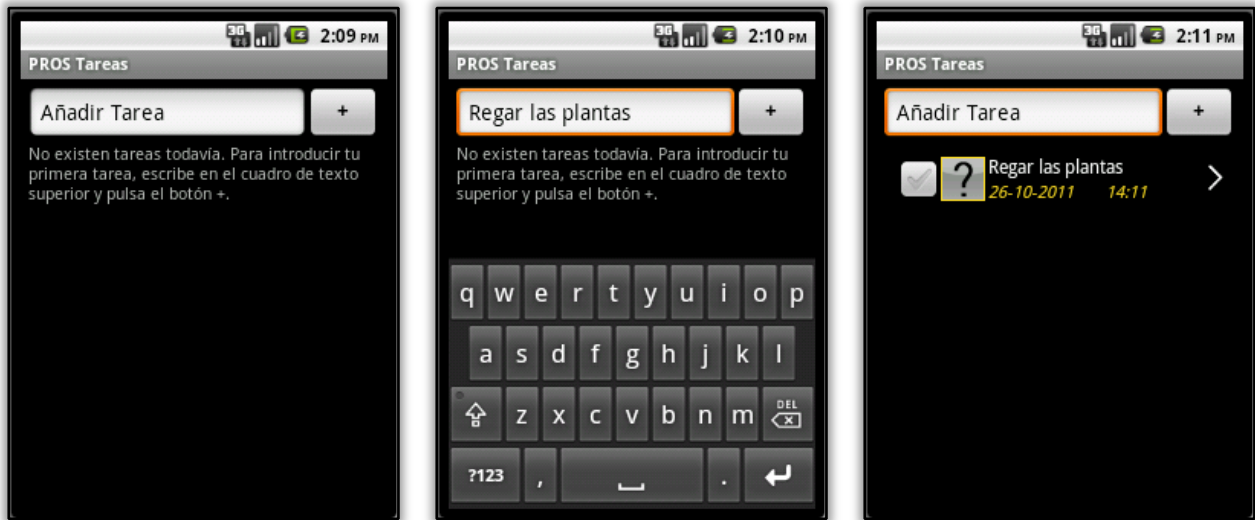 3G 2:09 PM
PROS Tareas
Añadir Tarea +
No existen tareas todavía. Para introducir tu
primera tarea, escribe en el cuadro de texto
superior y pulsa el botón +.
3G 2:10 PM
PROS Tareas
Regar las plantas +
No existen tareas todavía. Para introducir tu
primera tarea, escribe en el cuadro de texto
superior y pulsa el botón +.
q w e r t y u i o p
a s d f g h j k l
z x c v b n m DEL
?123 , .
3G 2:11 PM
PROS Tareas
Añadir Tarea +
? Regar las plantas
26-10-2011 14:11